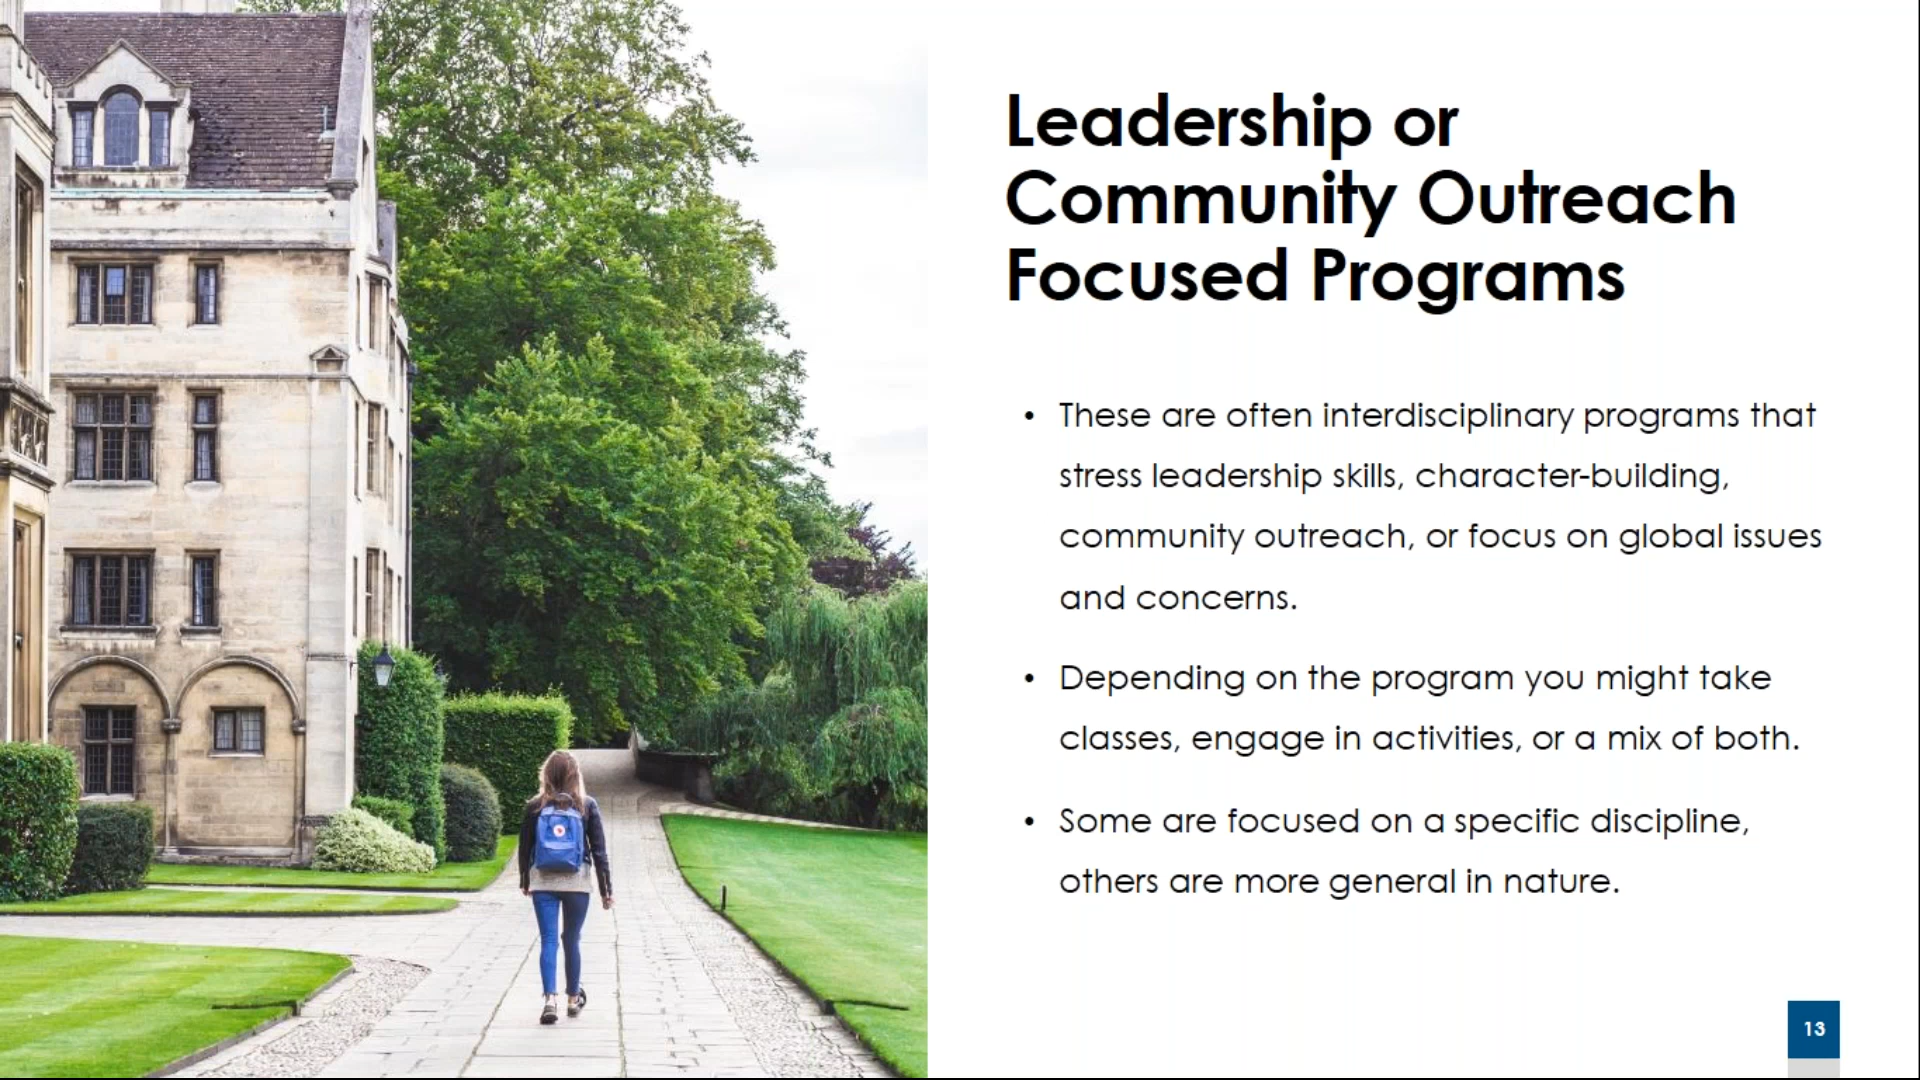 Leadership or
Community Outreach
Focused Programs
• These are often interdisciplinary programs that
stress leadership skills, character-building,
community outreach, or focus on global issues
and concerns.
• Depending on the program you might take
classes, engage in activities, or a mix of both.
• Some are focused on a specific discipline,
others are more general in nature.
13